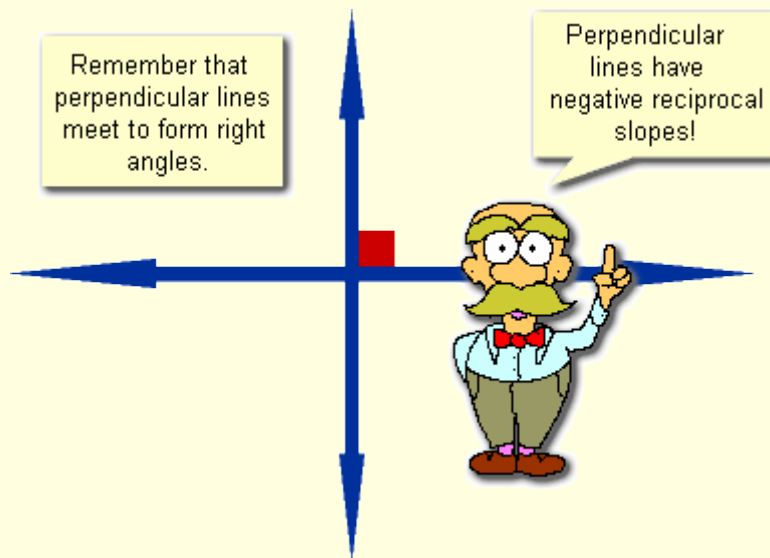 Remember that
perpendicular lines
meet to form right
angles.
Perpendicular
lines have
negative reciprocal
slopes!